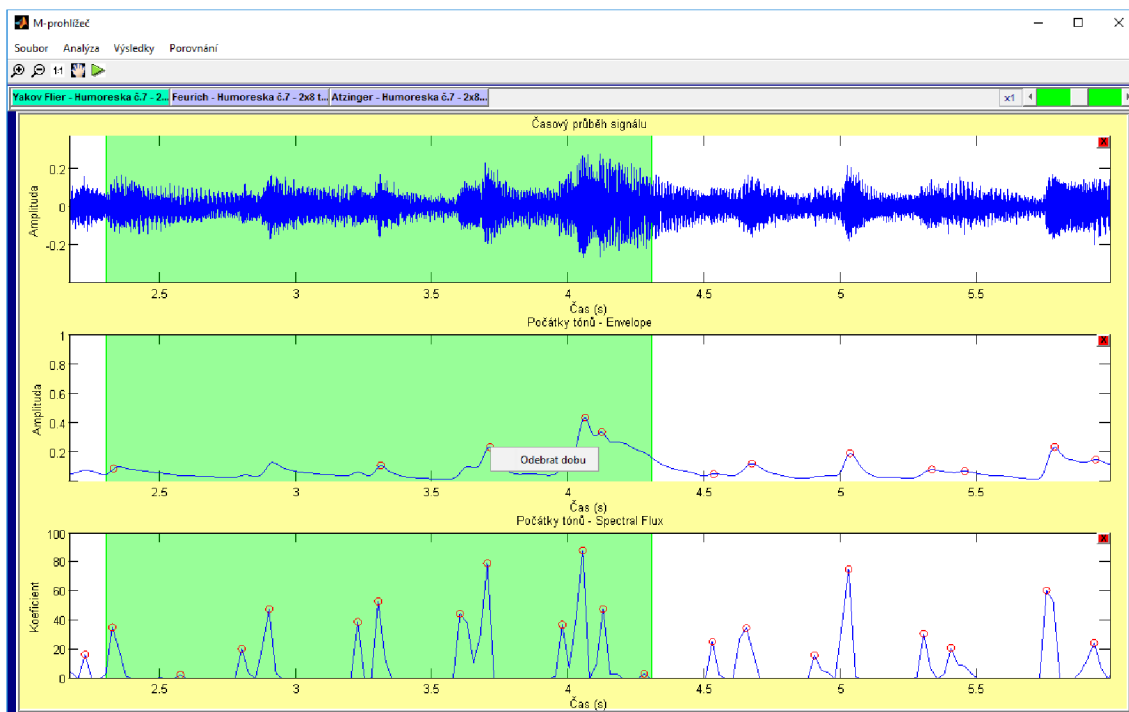 M-prohlížeč
Soubor Analýza Výsledky Porovnání
1:1
Yakov Flier - Humoreska č.7 - 2... Feurich - Humoreska č.7 - 2x8 t... Atzinger - Humoreska č.7 - 2x8... x1
Časový průběh signálu
X
Amplituda
0.2
0
-0.2
2.5 3 3.5 4 4.5 5 5.5
Čas (s)
Počátky tónů - Envelope
X
Amplituda
1
0.8
0.6
0.4
0.2
Odebrat dobu
2.5 3 3.5 4 4.5 5 5.5
Čas (s)
Počátky tónů - Spectral Flux
X
Koeficient
100
80
60
40
20
0
2.5 3 3.5 4 4.5 5 5.5
Čas (s)